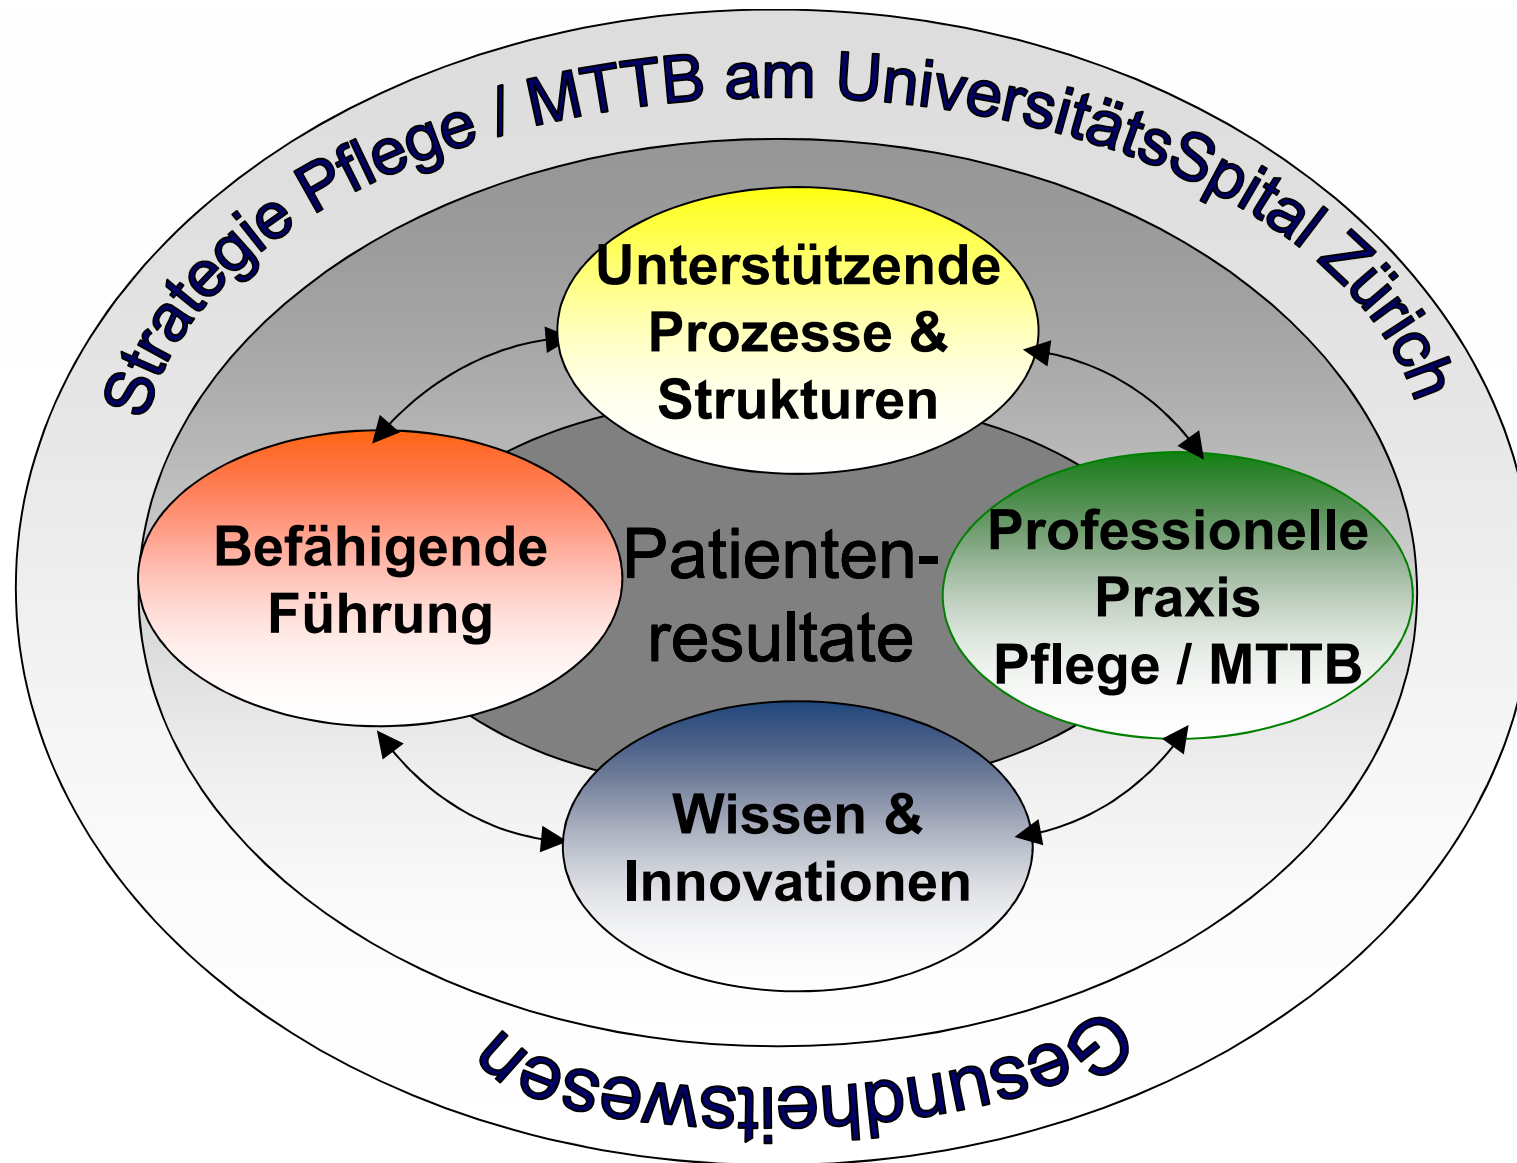 Strategie Pflege / MTTB am UniversitätsSpital Zürich
Unterstützende
Prozesse &
Strukturen
Befähigende
Führung
Patienten-
resultate
Professionelle
Praxis
Pflege / MTTB
Wissen &
Innovationen
Gesundheitswesen